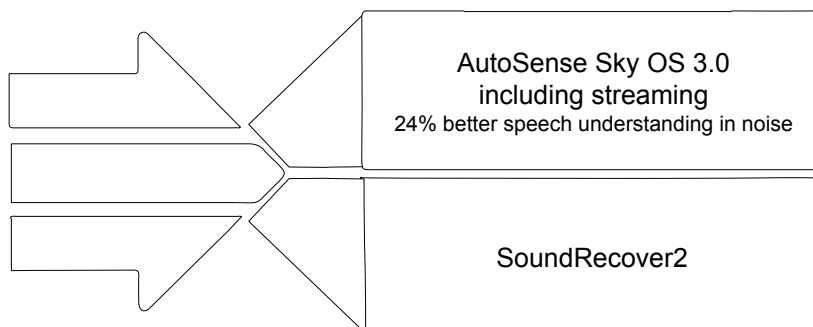 AutoSense Sky OS 3.0
including streaming
24% better speech understanding in noise
SoundRecover2